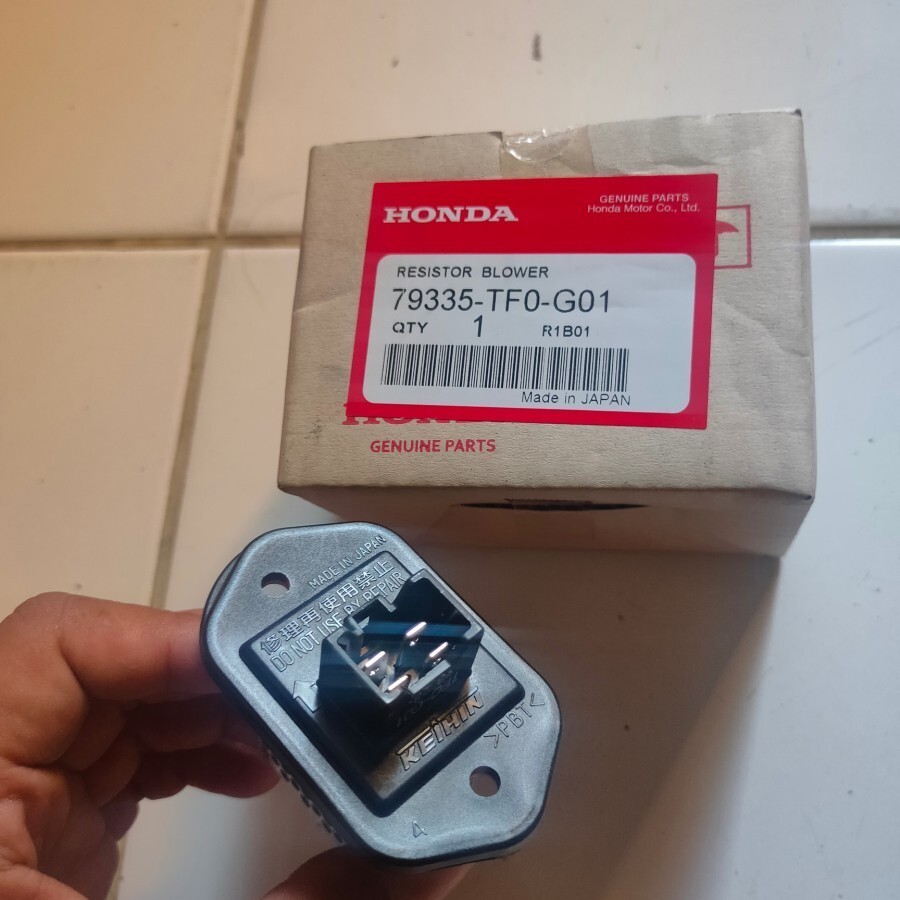 HONDA
GENUINE PARTS
Honda Motor Co., Ltd.
RESISTOR BLOWER
79335-TF0-G01
QTY 1 R1B01
Made in JAPAN
GENUINE PARTS
MADE IN JAPAN
修理再使用禁止
DO NOT USE BY REPAIR
KEIHIN
>PBT<
4